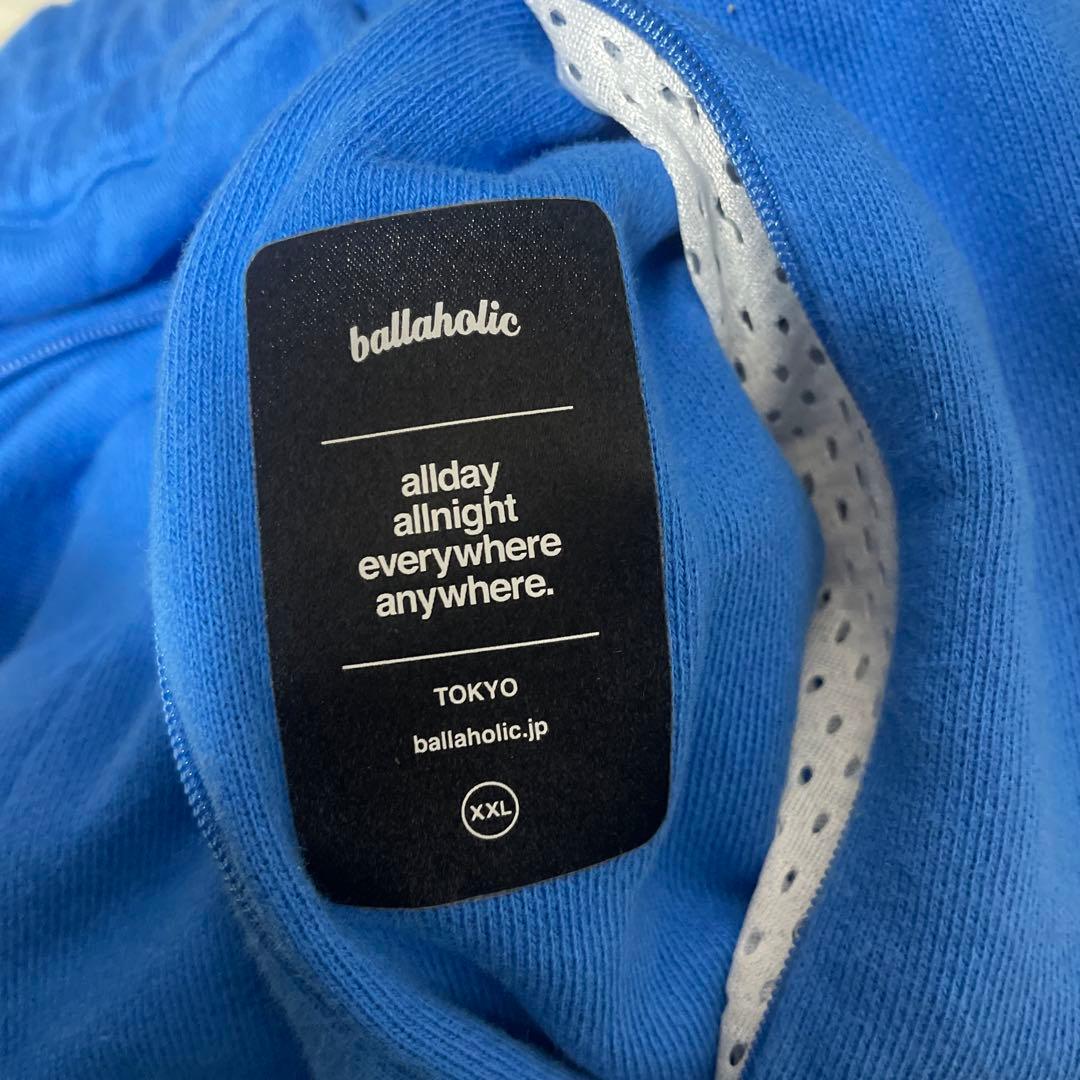 ballaholic
allday
allnight
everywhere
anywhere.
TOKYO
ballaholic.jp
XXL